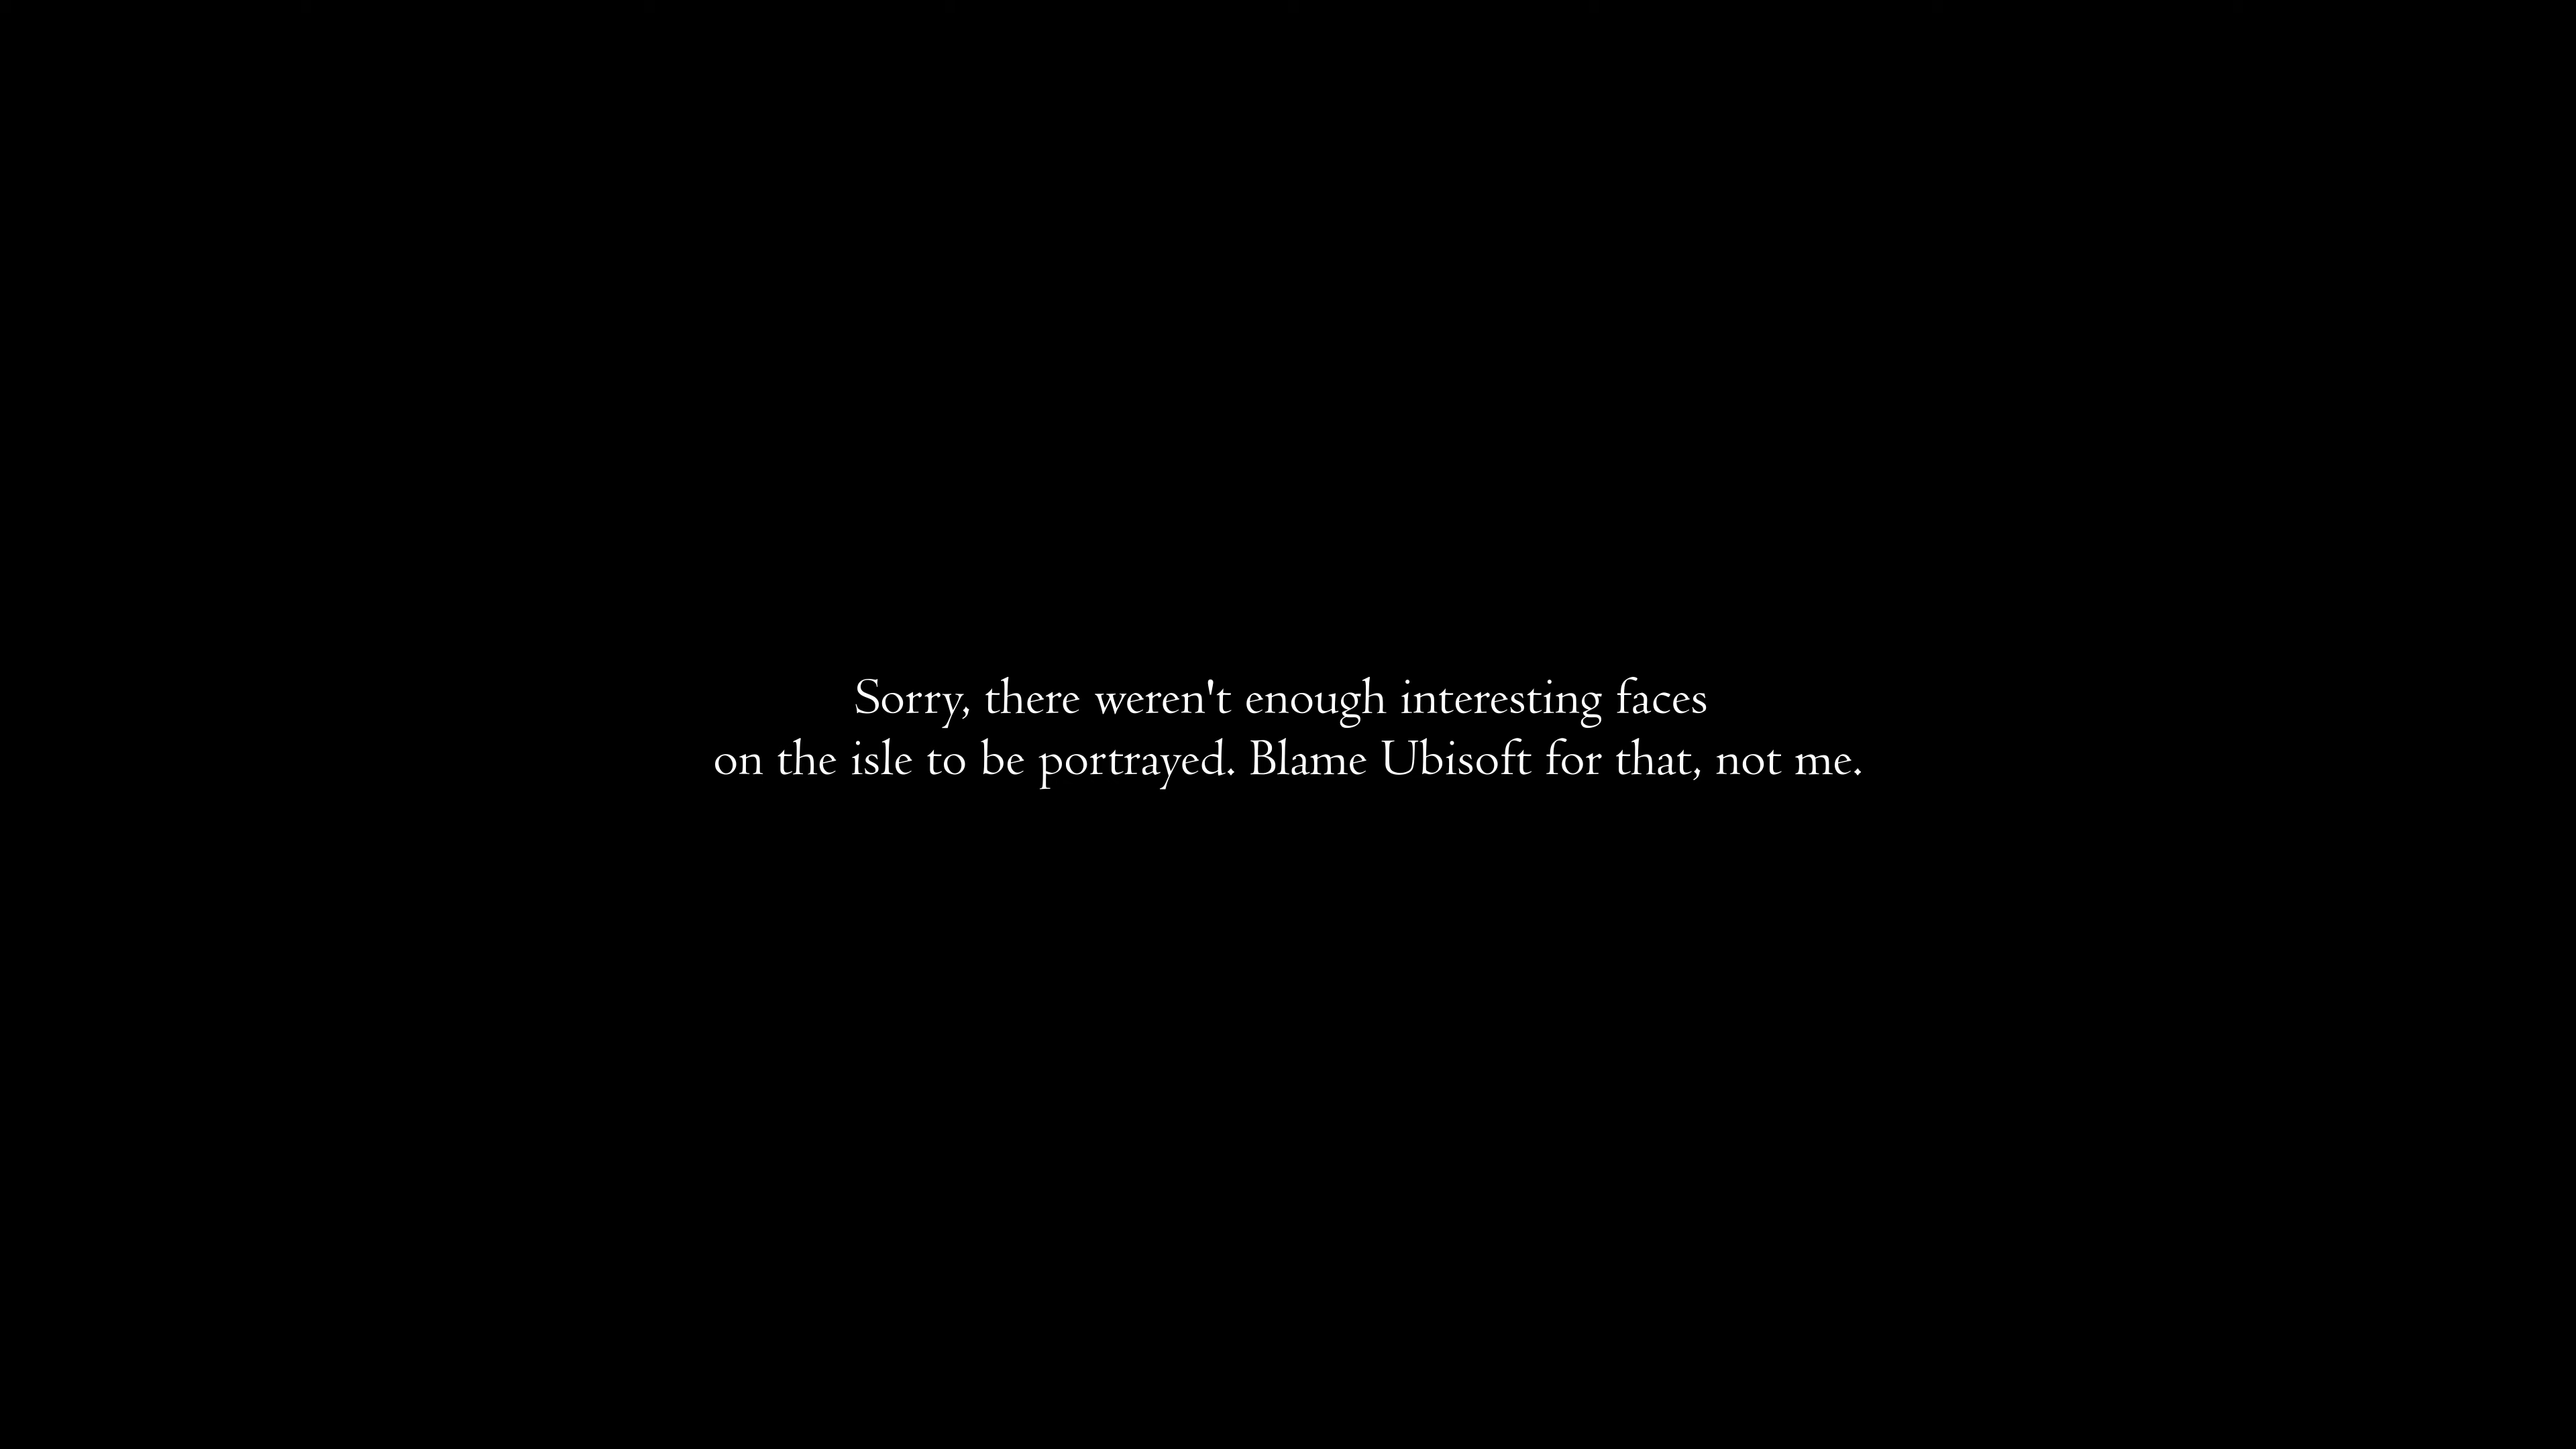 Sorry, there weren't enough interesting faces
on the isle to be portrayed. Blame Ubisoft for that, not me.